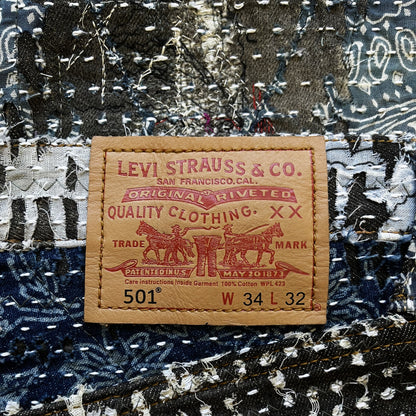 LEVI STRAUSS & CO.
SAN FRANCISCO, CAL.
ORIGINAL RIVETED
QUALITY CLOTHING. XX
TRADE MARK
PATENTED IN U.S. MAY 20 1873
Care instructions Inside Garment 100% Cotton WPL 423
501® W 34 L 32